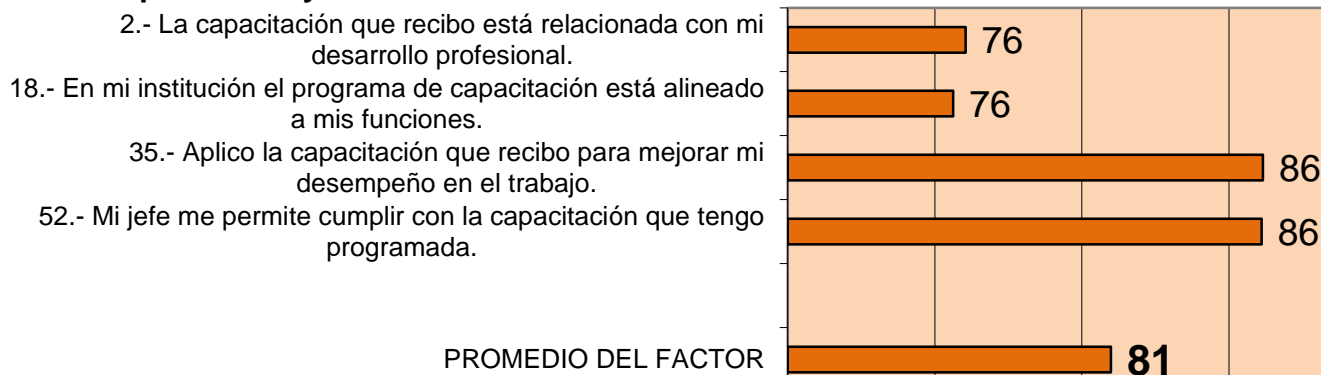 2.- La capacitación que recibo está relacionada con mi
desarrollo profesional.
76
18.- En mi institución el programa de capacitación está alineado
a mis funciones.
76
35.- Aplico la capacitación que recibo para mejorar mi
desempeño en el trabajo.
86
52.- Mi jefe me permite cumplir con la capacitación que tengo
programada.
86
PROMEDIO DEL FACTOR
81